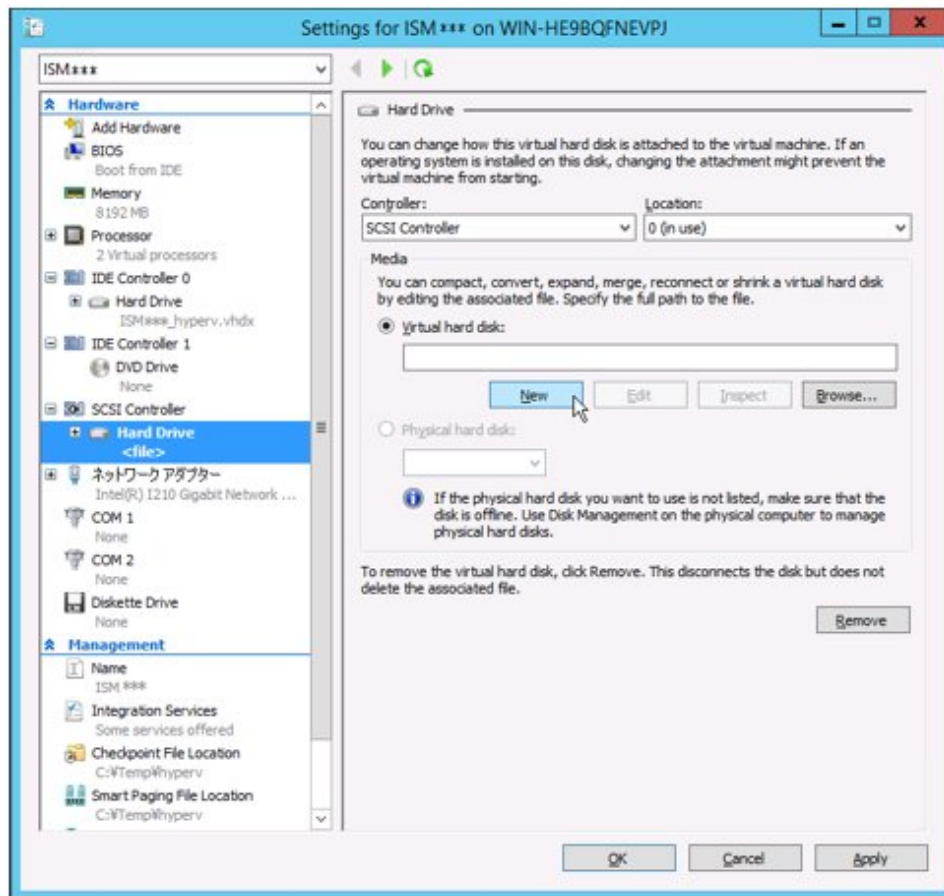 Settings for ISM*** on WIN-HE9BQFNEVPJ
ISM***
Hardware
Add Hardware
BIOS
Boot from IDE
Memory
8192 MB
Processor
2 Virtual processors
IDE Controller 0
Hard Drive
ISM***_hyperv.vhdx
IDE Controller 1
DVD Drive
None
SCSI Controller
Hard Drive
<file>
ネットワーク アダプター
Intel(R) I210 Gigabit Network ...
COM 1
None
COM 2
None
Diskette Drive
None
Management
Name
ISM ***
Integration Services
Some services offered
Checkpoint File Location
C:¥Temp¥hyperv
Smart Paging File Location
C:¥Temp¥hyperv
Hard Drive
You can change how this virtual hard disk is attached to the virtual machine. If an
operating system is installed on this disk, changing the attachment might prevent the
virtual machine from starting.
Controller:
Location:
SCSI Controller
0 (in use)
Media
You can compact, convert, expand, merge, reconnect or shrink a virtual hard disk
by editing the associated file. Specify the full path to the file.
Virtual hard disk:
New
Edit
Inspect
Browse...
Physical hard disk:
If the physical hard disk you want to use is not listed, make sure that the
disk is offline. Use Disk Management on the physical computer to manage
physical hard disks.
To remove the virtual hard disk, click Remove. This disconnects the disk but does not
delete the associated file.
Remove
OK
Cancel
Apply